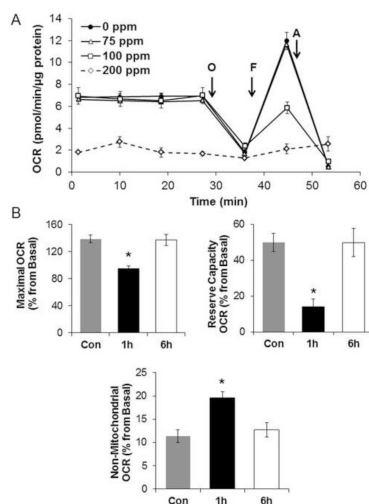 A
0 ppm
75 ppm
100 ppm
200 ppm
OCR (pmol/min/µg protein)
14
12
10
8
6
4
2
0
O
F
A
0
10
20
30
40
50
60
Time (min)
B
Maximal OCR
(% from Basal)
160
120
80
40
0
*
Con
1h
6h
Reserve Capacity
OCR (% from Basal)
60
40
20
0
*
Con
1h
6h
Non-Mitochondrial
OCR (% from Basal)
25
20
15
10
5
0
*
Con
1h
6h